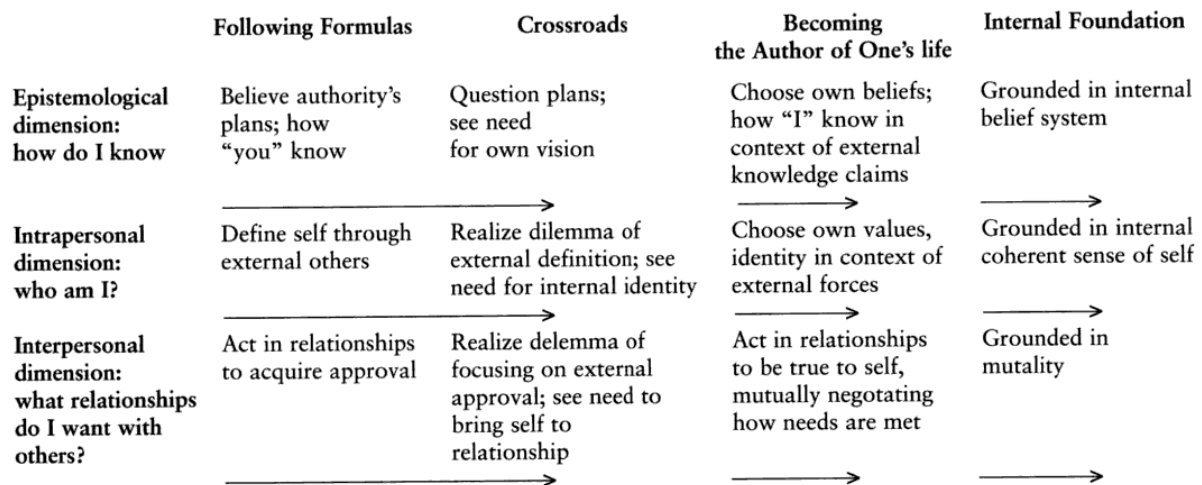 Following Formulas
Crossroads
Becoming
the Author of One's life
Internal Foundation
Epistemological
dimension:
how do I know
Believe authority's
plans; how
"you" know
Question plans;
see need
for own vision
Choose own beliefs;
how "I" know in
context of external
knowledge claims
Grounded in internal
belief system
Intrapersonal
dimension:
who am I?
Define self through
external others
Realize dilemma of
external definition; see
need for internal identity
Choose own values,
identity in context of
external forces
Grounded in internal
coherent sense of self
Interpersonal
dimension:
what relationships
do I want with
others?
Act in relationships
to acquire approval
Realize delemma of
focusing on external
approval; see need to
bring self to
relationship
Act in relationships
to be true to self,
mutually negotating
how needs are met
Grounded in
mutality